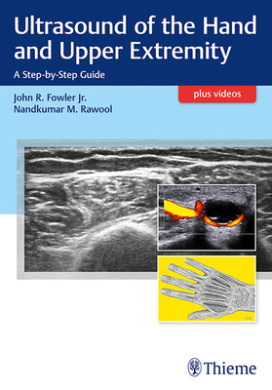 Ultrasound of the Hand
and Upper Extremity
A Step-by-Step Guide
plus videos
John R. Fowler Jr.
Nandkumar M. Rawool
Thieme